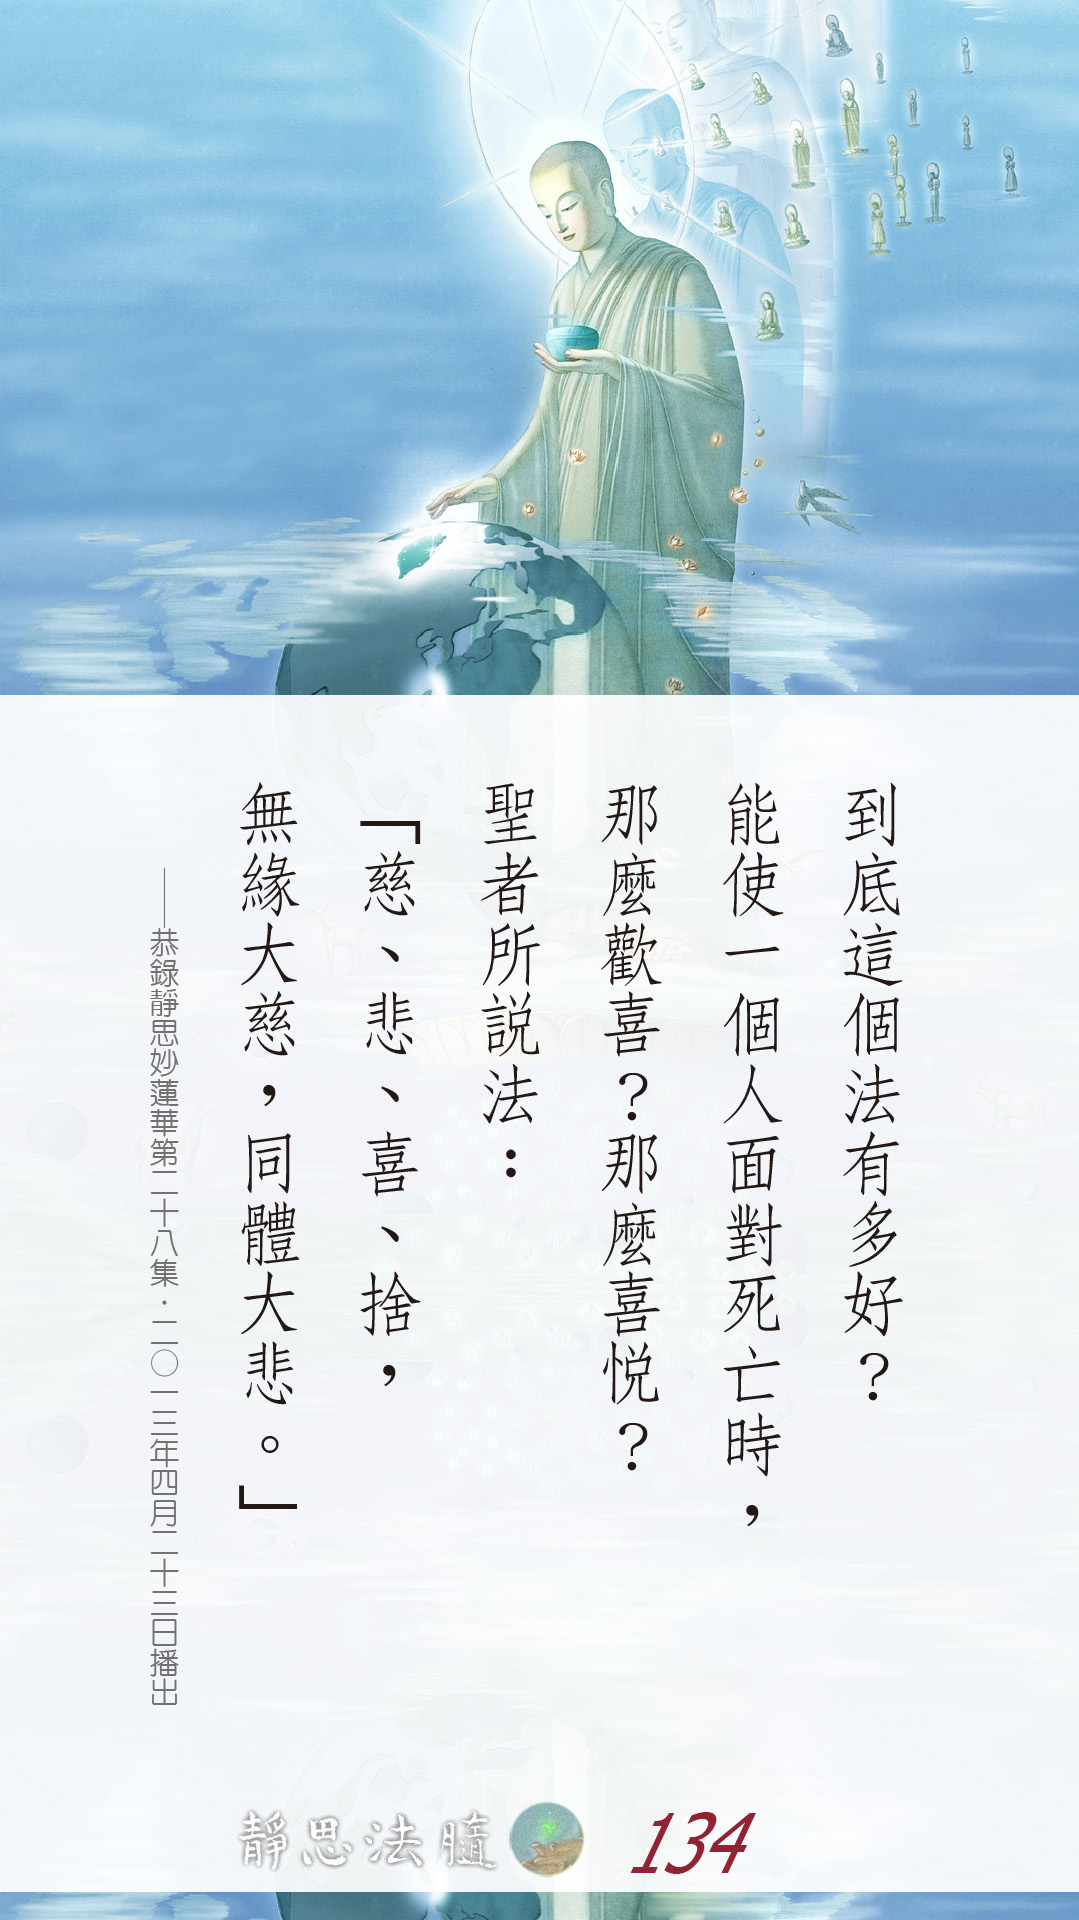 到底這個法有多好？
能使一個人面對死亡時，
那麼歡喜？那麼喜悅？
聖者所說法：
「慈、悲、喜、捨，
無緣大慈，同體大悲。」
——恭錄靜思妙蓮華第二十八集．二〇一三年四月二十三日播出
靜思法髓 134